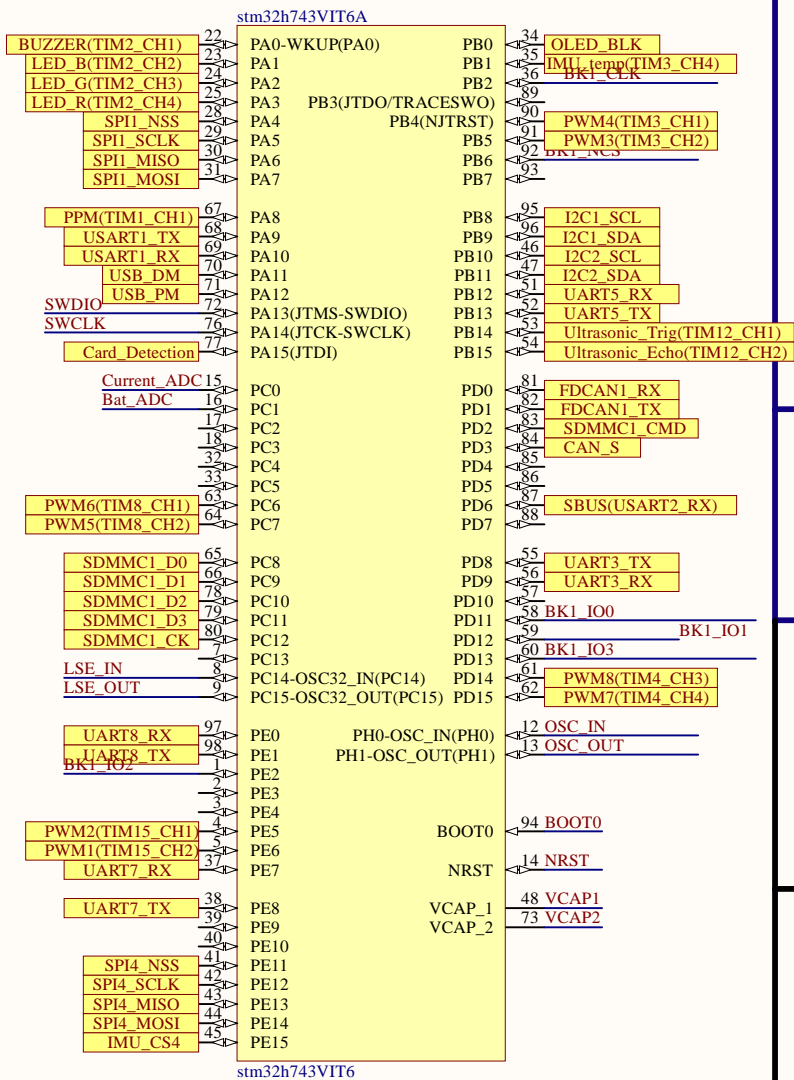 stm32h743VIT6A
BUZZER(TIM2_CH1) 22 PA0-WKUP(PA0) PB0 34 OLED_BLK
LED_B(TIM2_CH2) 23 PA1 PB1 35 IMU_temp(TIM3_CH4)
LED_G(TIM2_CH3) 24 PA2 PB2 36 BK1_CLK
LED_R(TIM2_CH4) 25 PA3 PB3(JTDO/TRACESWO) 89
SPI1_NSS 28 PA4 PB4(NJTRST) 90 PWM4(TIM3_CH1)
SPI1_SCLK 29 PA5 PB5 91 PWM3(TIM3_CH2)
SPI1_MISO 30 PA6 PB6 92 BK1_NCS
SPI1_MOSI 31 PA7 PB7 93
PPM(TIM1_CH1) 67 PA8 PB8 95 I2C1_SCL
USART1_TX 68 PA9 PB9 96 I2C1_SDA
USART1_RX 69 PA10 PB10 46 I2C2_SCL
USB_DM 70 PA11 PB11 47 I2C2_SDA
USB_PM 71 PA12 PB12 51 UART5_RX
SWDIO 72 PA13(JTMS-SWDIO) PB13 52 UART5_TX
SWCLK 76 PA14(JTCK-SWCLK) PB14 53 Ultrasonic_Trig(TIM12_CH1)
Card_Detection 77 PA15(JTDI) PB15 54 Ultrasonic_Echo(TIM12_CH2)
Current_ADC 15 PC0 PD0 81 FDCAN1_RX
Bat_ADC 16 PC1 PD1 82 FDCAN1_TX
17 PC2 PD2 83 SDMMC1_CMD
18 PC3 PD3 84 CAN_S
32 PC4 PD4 85
33 PC5 PD5 86
PWM6(TIM8_CH1) 63 PC6 PD6 87 SBUS(USART2_RX)
PWM5(TIM8_CH2) 64 PC7 PD7 88
SDMMC1_D0 65 PC8 PD8 55 UART3_TX
SDMMC1_D1 66 PC9 PD9 56 UART3_RX
SDMMC1_D2 78 PC10 PD10 57
SDMMC1_D3 79 PC11 PD11 58 BK1_IO0
SDMMC1_CK 80 PC12 PD12 59 BK1_IO1
7 PC13 PD13 60 BK1_IO3
LSE_IN 8 PC14-OSC32_IN(PC14) PD14 61 PWM8(TIM4_CH3)
LSE_OUT 9 PC15-OSC32_OUT(PC15) PD15 62 PWM7(TIM4_CH4)
UART8_RX 97 PE0 PH0-OSC_IN(PH0) 12 OSC_IN
UART8_TX 98 PE1 PH1-OSC_OUT(PH1) 13 OSC_OUT
BK1_IO2 1 PE2
2 PE3
3 PE4
PWM2(TIM15_CH1) 4 PE5 BOOT0 94 BOOT0
PWM1(TIM15_CH2) 5 PE6
UART7_RX 37 PE7 NRST 14 NRST
UART7_TX 38 PE8 VCAP_1 48 VCAP1
39 PE9 VCAP_2 73 VCAP2
40 PE10
SPI4_NSS 41 PE11
SPI4_SCLK 42 PE12
SPI4_MISO 43 PE13
SPI4_MOSI 44 PE14
IMU_CS4 45 PE15
stm32h743VIT6